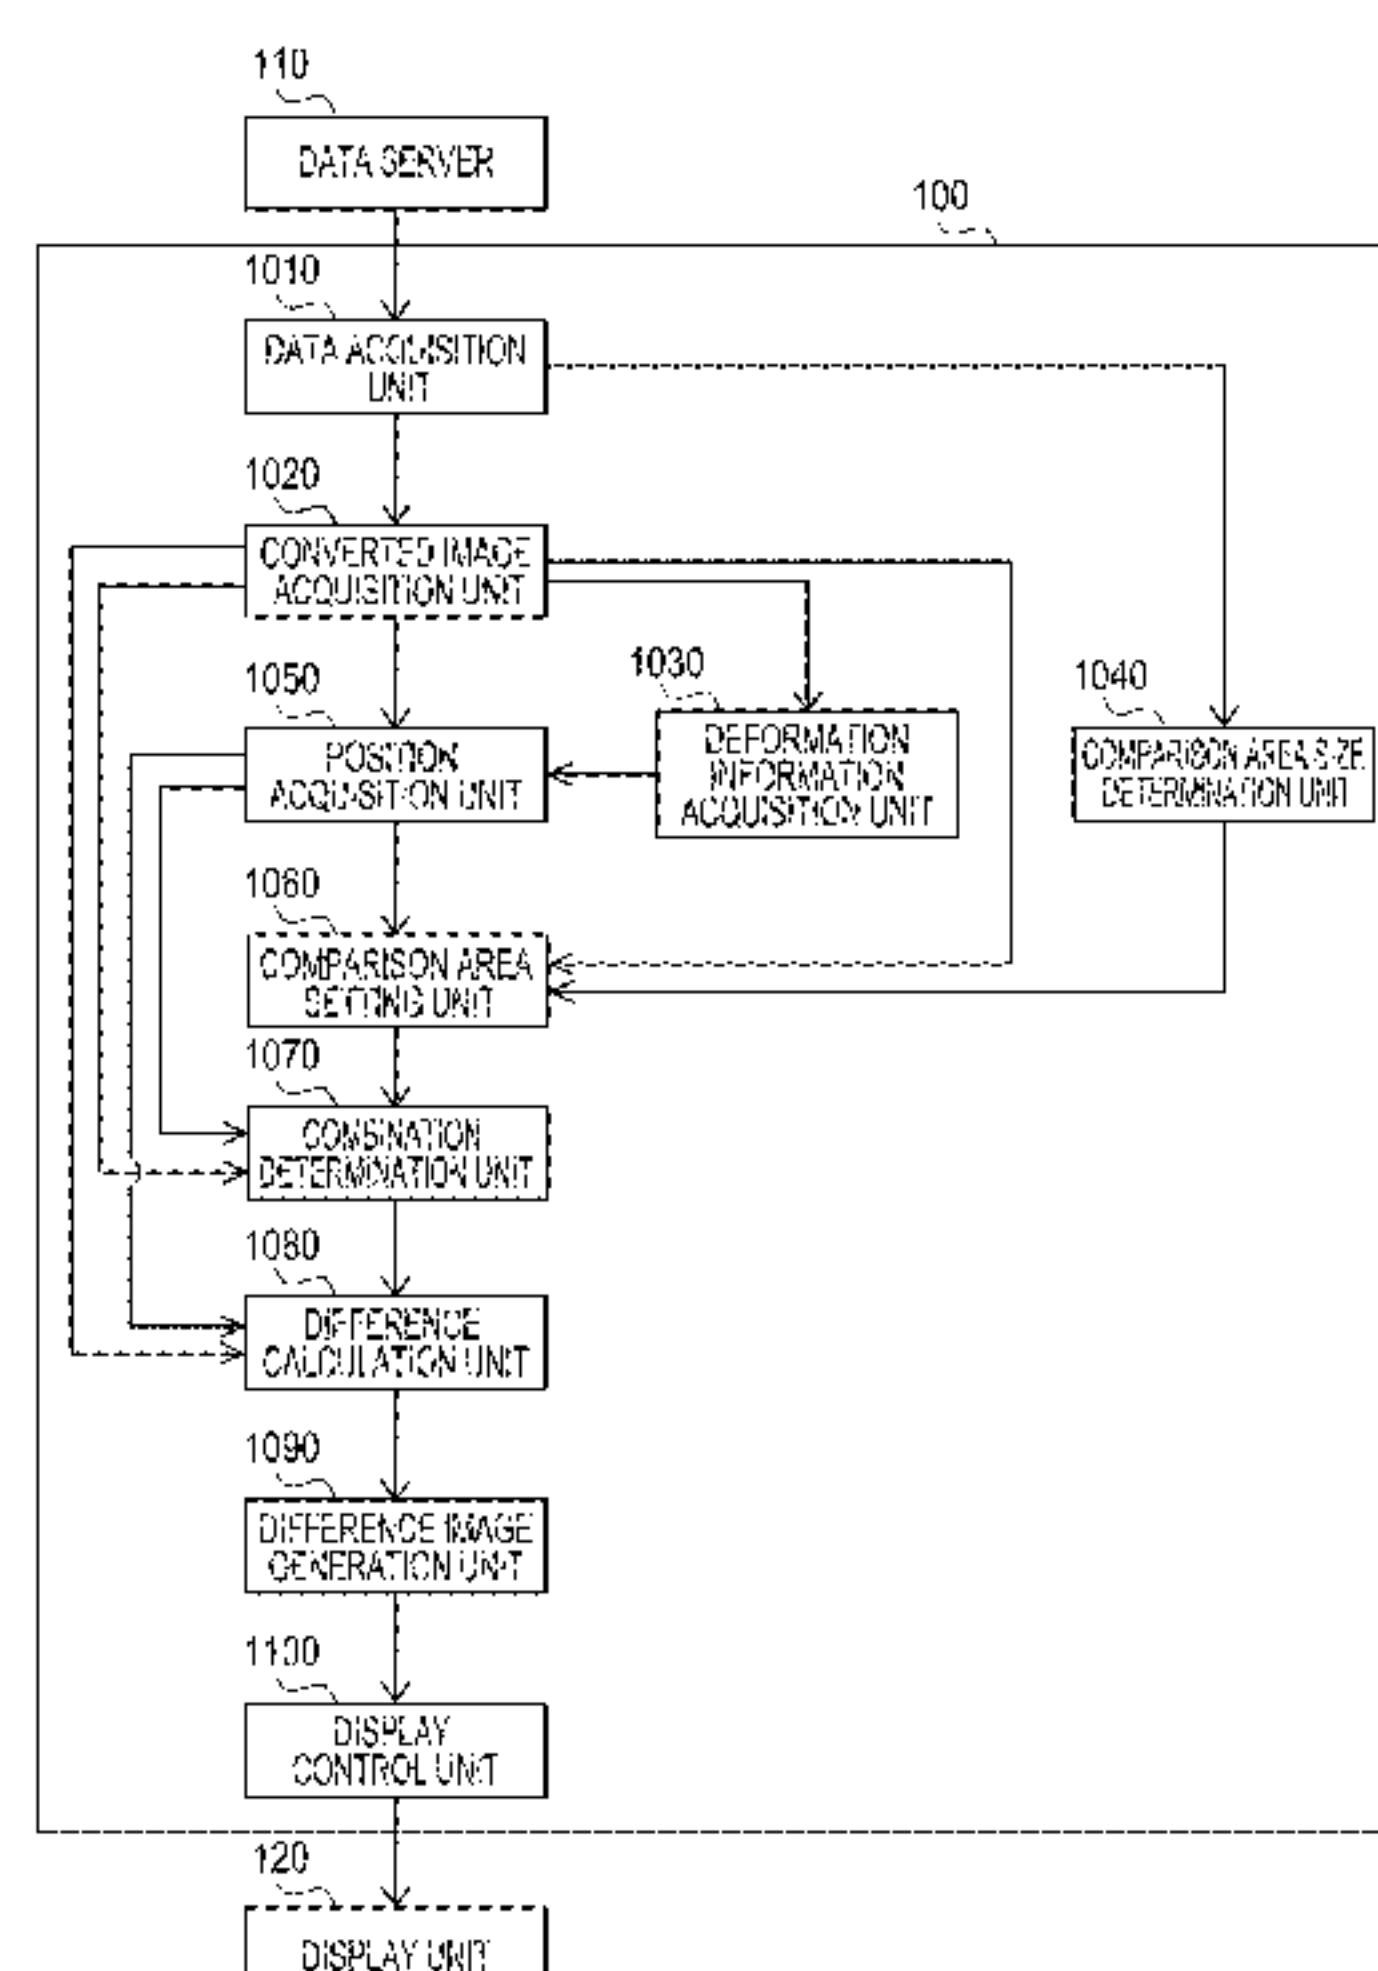 110
DATA SERVER
100
1010
DATA ACQUISITION
UNIT
1020
CONVERTED IMAGE
ACQUISITION UNIT
1050
POSITION
ACQUISITION UNIT
1030
DEFORMATION
INFORMATION
ACQUISITION UNIT
1040
COMPARISON AREA SIZE
DETERMINATION UNIT
1060
COMPARISON AREA
SETTING UNIT
1070
COMBINATION
DETERMINATION UNIT
1080
DIFFERENCE
CALCULATION UNIT
1090
DIFFERENCE IMAGE
GENERATION UNIT
1100
DISPLAY
CONTROL UNIT
120
DISPLAY UNIT